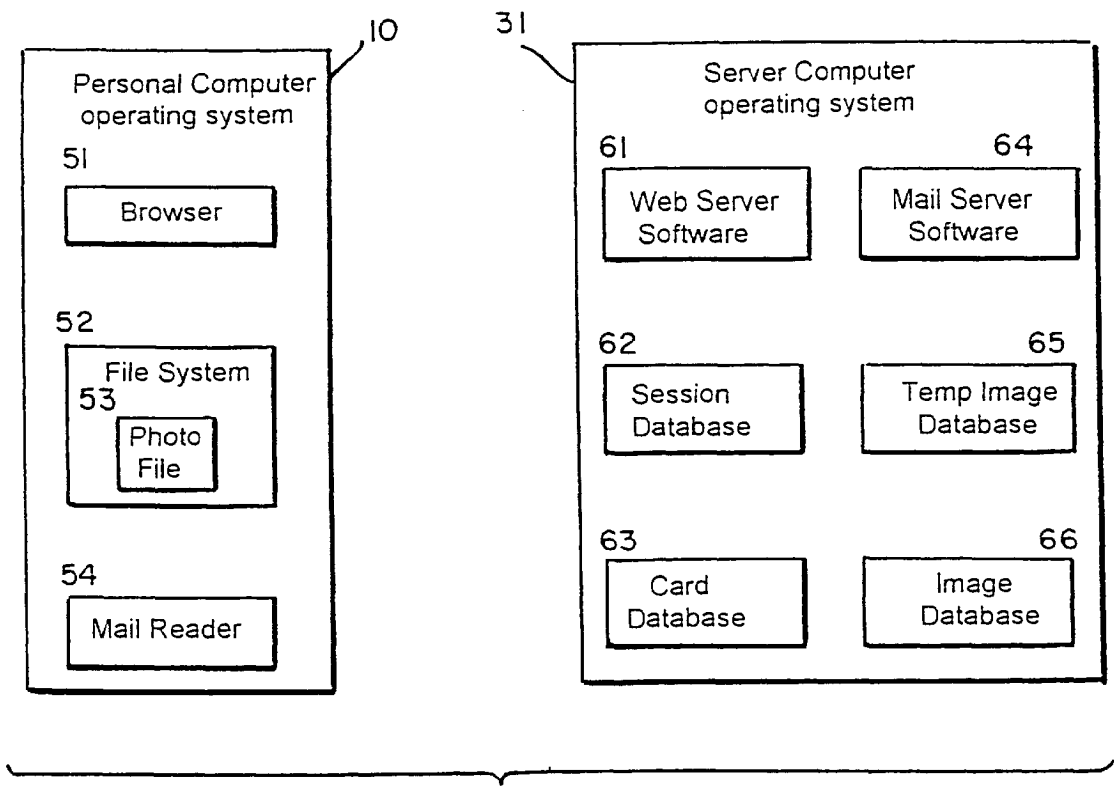 10
Personal Computer
operating system
51
Browser
52
File System
53
Photo
File
54
Mail Reader
31
Server Computer
operating system
61
Web Server
Software
64
Mail Server
Software
62
Session
Database
65
Temp Image
Database
63
Card
Database
66
Image
Database